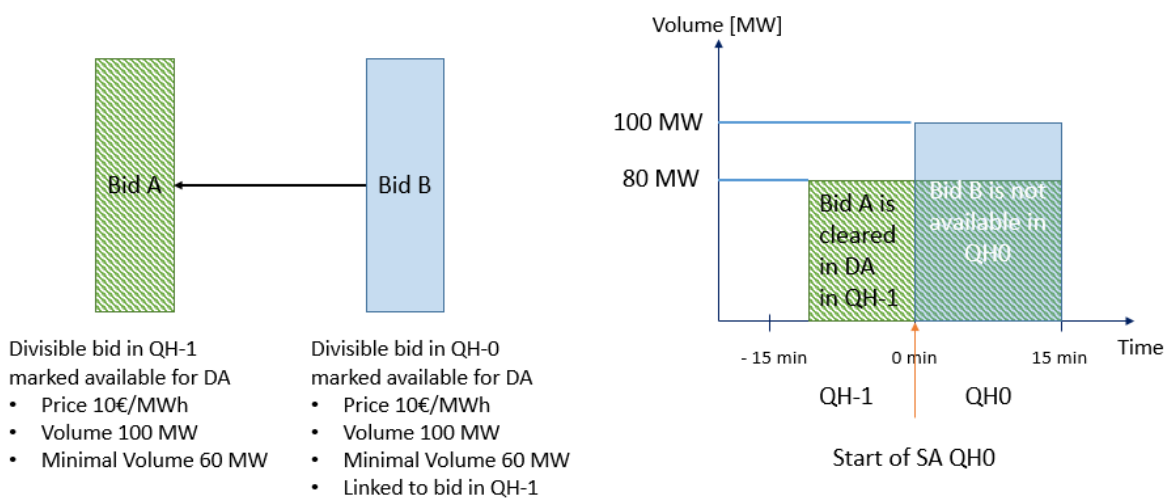 Bid A
Bid B
Divisible bid in QH-1
marked available for DA
• Price 10€/MWh
• Volume 100 MW
• Minimal Volume 60 MW
Divisible bid in QH-0
marked available for DA
• Price 10€/MWh
• Volume 100 MW
• Minimal Volume 60 MW
• Linked to bid in QH-1
Volume [MW]
100 MW
80 MW
Bid A is
cleared
in DA
in QH-1
Bid B is not
available in
QH0
- 15 min
0 min
15 min
Time
QH-1
QH0
Start of SA QH0